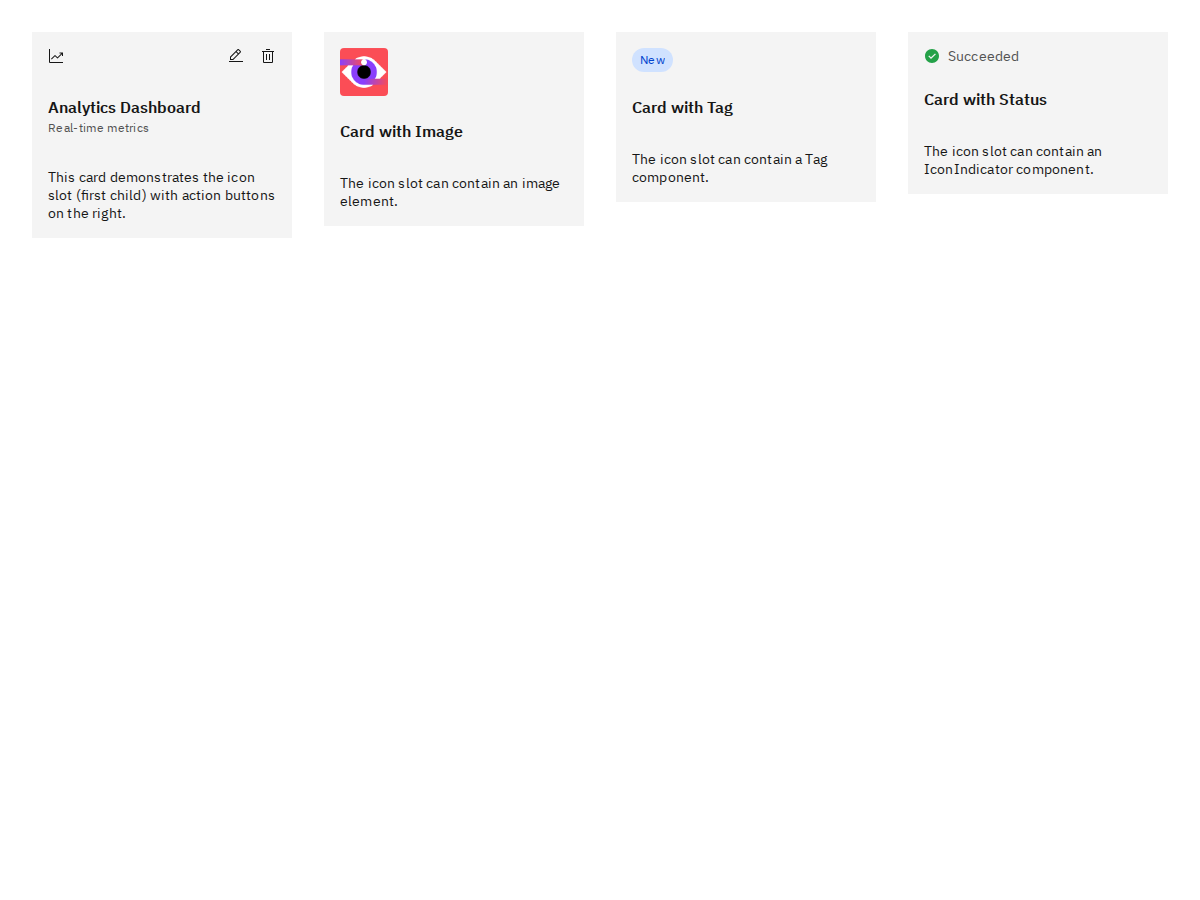 Analytics Dashboard
Real-time metrics
This card demonstrates the icon
slot (first child) with action buttons
on the right.
Card with Image
The icon slot can contain an image
element.
New
Card with Tag
The icon slot can contain a Tag
component.
Succeeded
Card with Status
The icon slot can contain an
IconIndicator component.